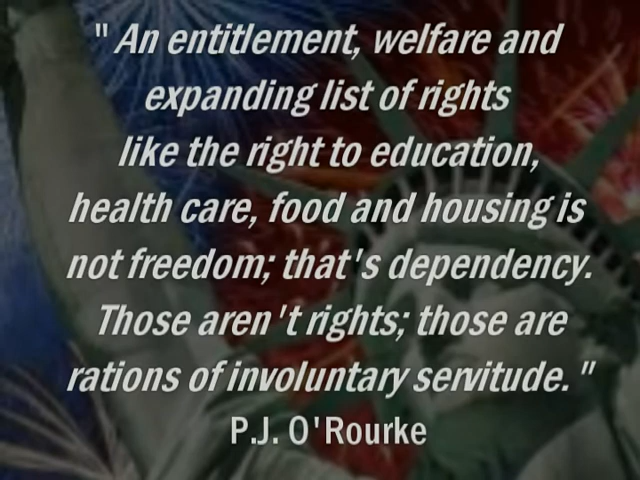 " An entitlement, welfare and
expanding list of rights
like the right to education,
health care, food and housing is
not freedom; that's dependency.
Those aren 't rights; those are
rations of involuntary servitude. "
P.J. O'Rourke